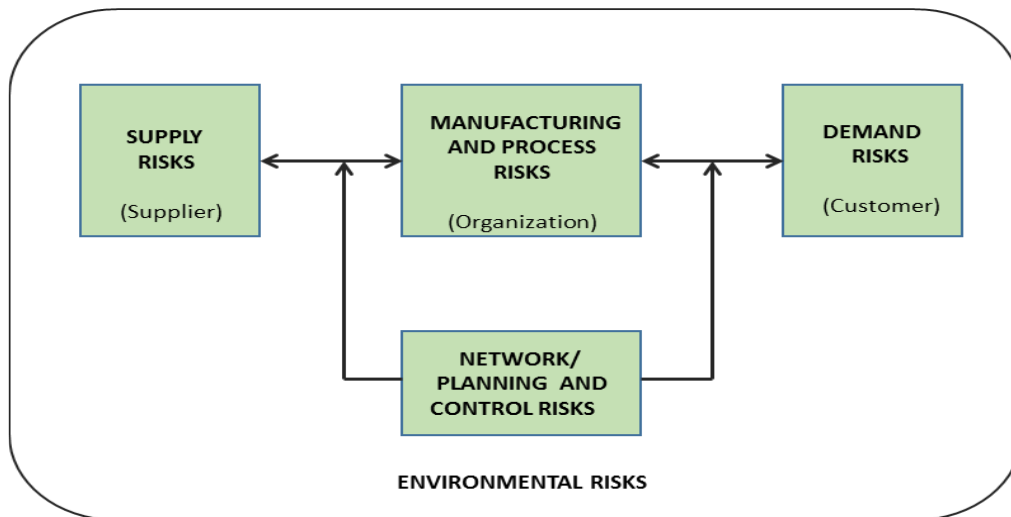 SUPPLY
RISKS
(Supplier)
MANUFACTURING
AND PROCESS
RISKS
(Organization)
DEMAND
RISKS
(Customer)
NETWORK/
PLANNING AND
CONTROL RISKS
ENVIRONMENTAL RISKS